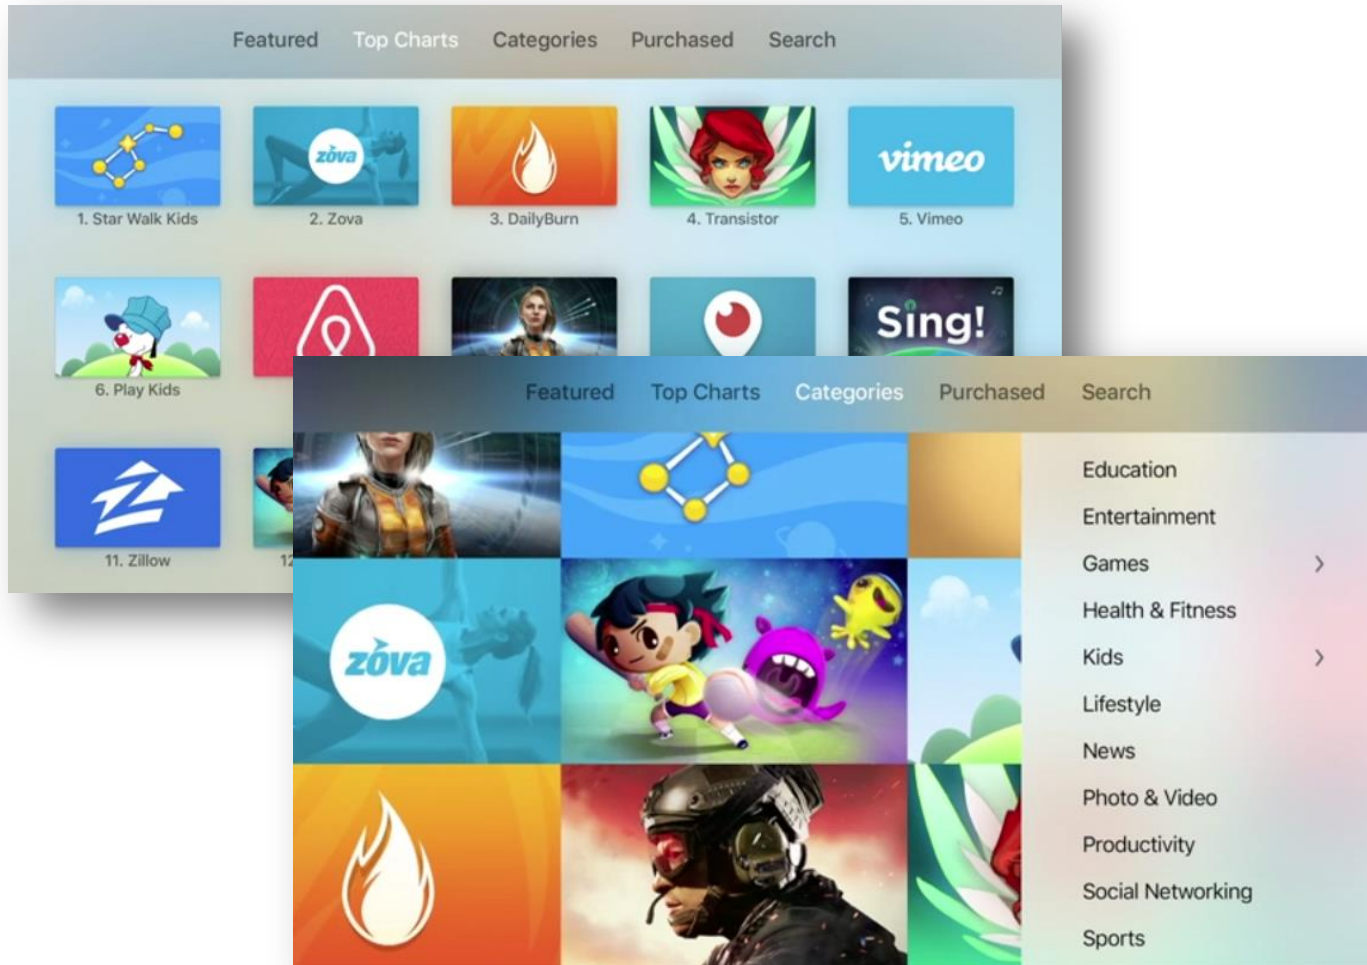 Featured Top Charts Categories Purchased Search
zova
vimeo
1. Star Walk Kids 2. Zova 3. DailyBurn 4. Transistor 5. Vimeo
Sing!
6. Play Kids
11. Zillow 12
Featured Top Charts Categories Purchased Search
Education
Entertainment
Games
Health & Fitness
zova
Kids
Lifestyle
News
Photo & Video
Productivity
Social Networking
Sports